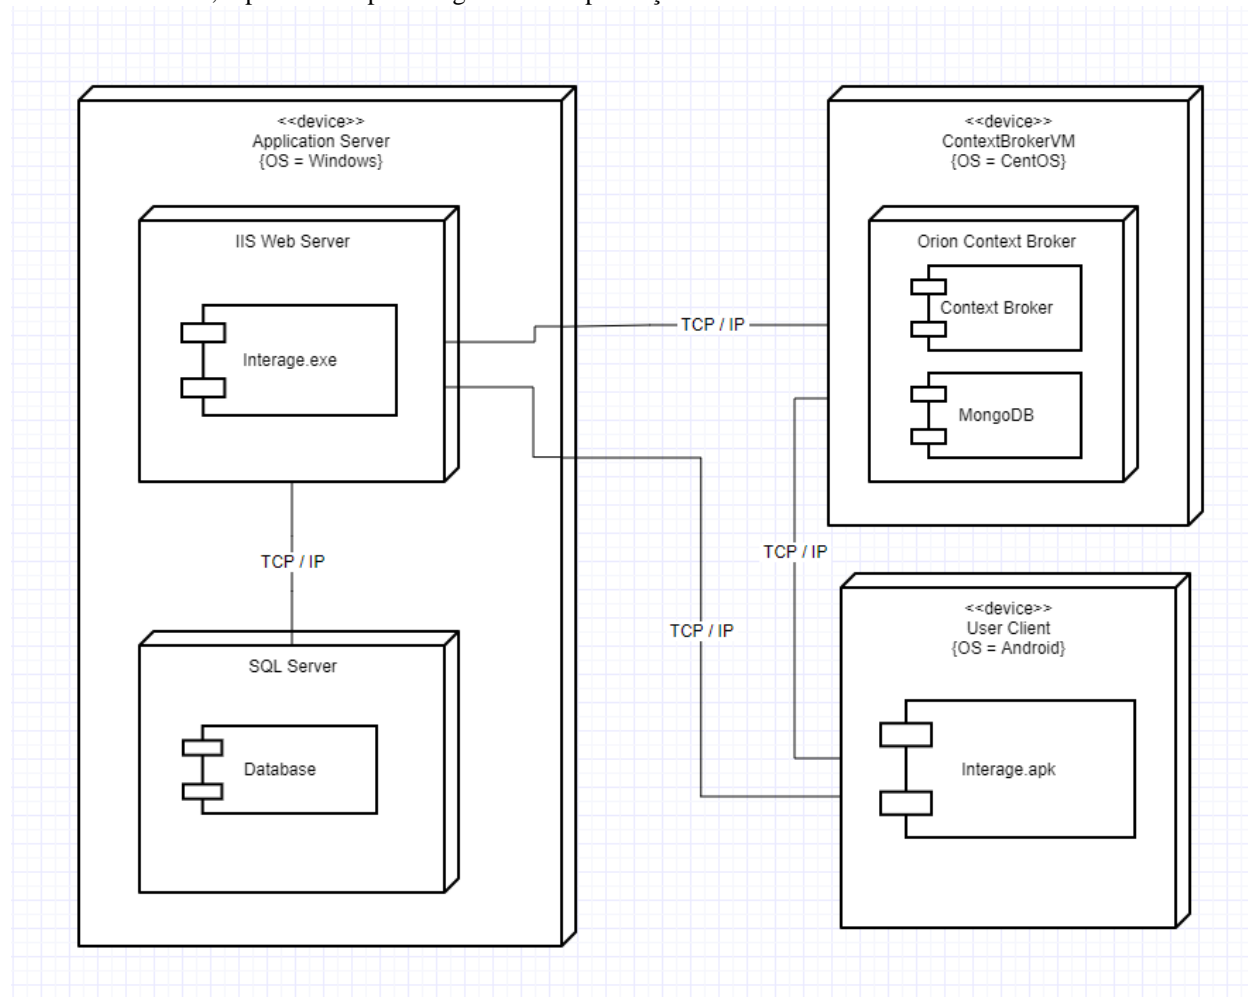 <<device>>
Application Server
{OS = Windows}
IIS Web Server
Interage.exe
TCP / IP
SQL Server
Database
TCP / IP
TCP / IP
TCP / IP
<<device>>
ContextBrokerVM
{OS = CentOS}
Orion Context Broker
Context Broker
MongoDB
<<device>>
User Client
{OS = Android}
Interage.apk